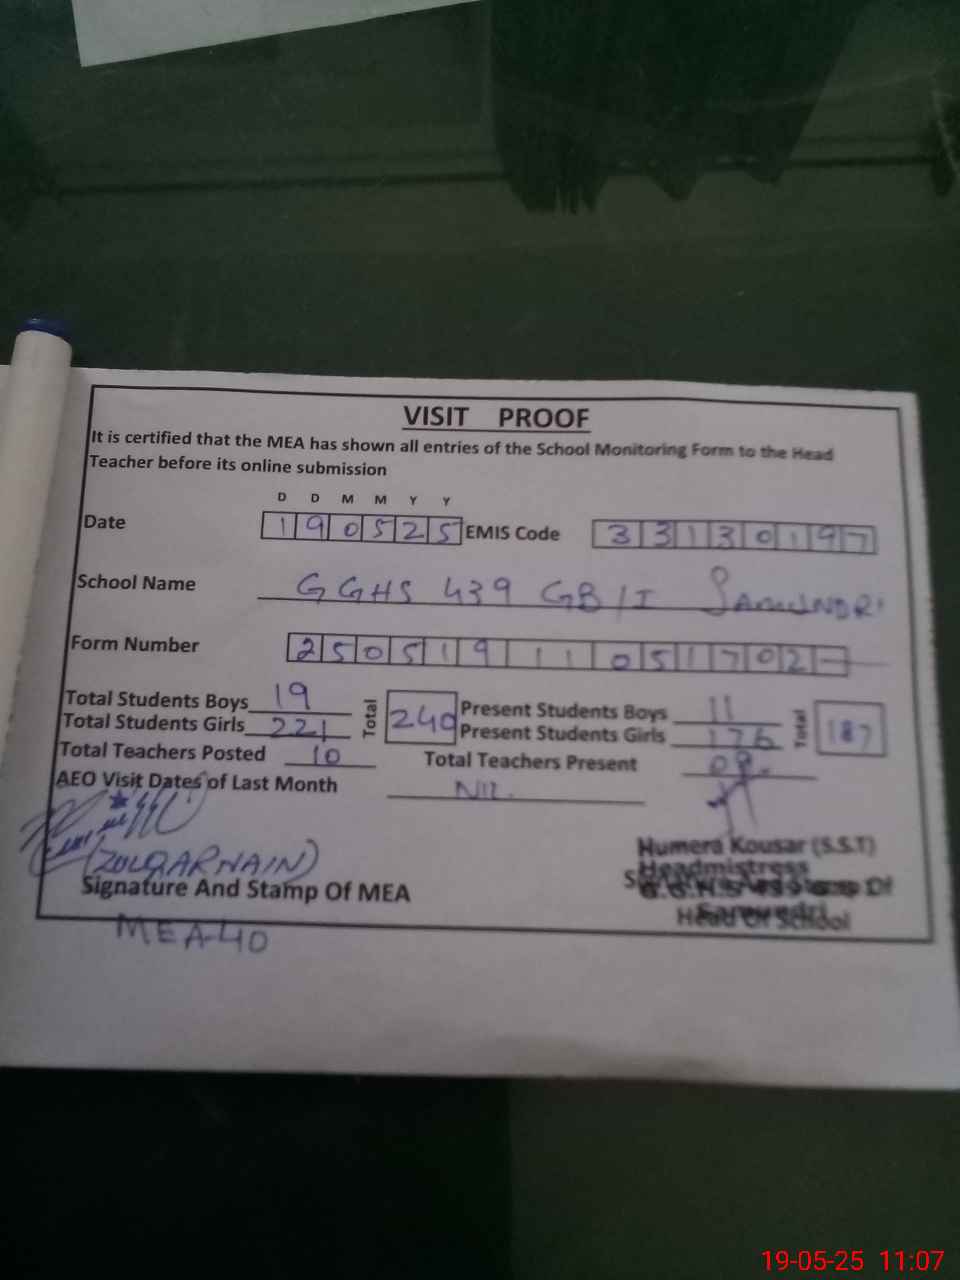 VISIT PROOF
It is certified that the MEA has shown all entries of the School Monitoring Form to the Head
Teacher before its online submission
D D M M Y Y
Date 190525 EMIS Code 33130197
School Name GGHS 439 GB/I SAMUNDRI
Form Number 25051911051702-
Total Students Boys 19 Total 240 Present Students Boys 11 Total 187
Total Students Girls 221 Present Students Girls 176
Total Teachers Posted 10 Total Teachers Present 09.
AEO Visit Dates of Last Month Nil.
(ZULQARNAIN)
Signature And Stamp Of MEA
MEA-40
Humera Kousar (S.S.T)
Headmistress
Samundri
Head Of School
19-05-25 11:07